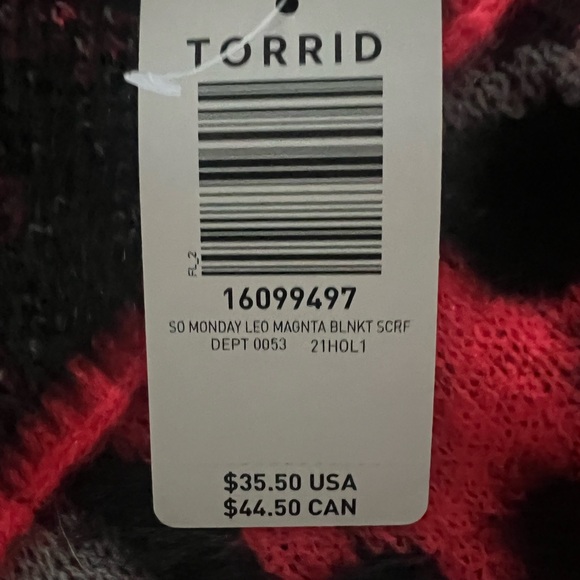 TORRID
FL_2
16099497
SO MONDAY LEO MAGNTA BLNKT SCRF
DEPT 0053 21HOL1
$35.50 USA
$44.50 CAN